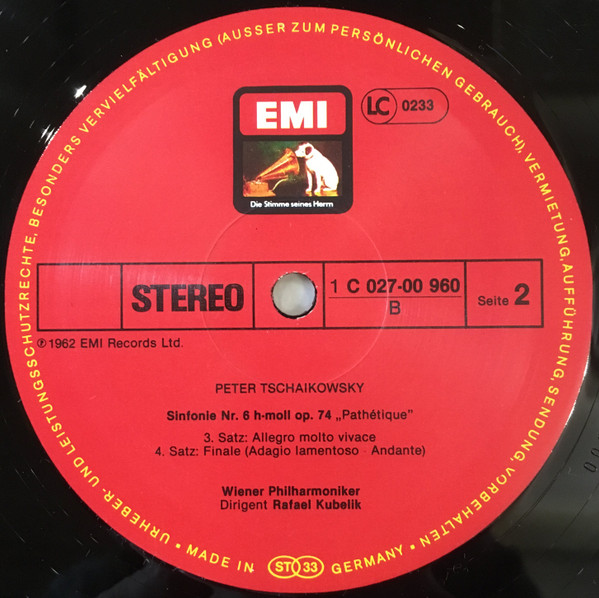 URHEBER- UND LEISTUNGSSCHUTZRECHTE, BESONDERS VERVIELFÄLTIGUNG (AUSSER ZUM PERSÖNLICHEN GEBRAUCH), VERMIETUNG, AUFFÜHRUNG, SENDUNG, VORBEHALTEN •
EMI
Die Stimme seines Herrn
LC 0233
STEREO
1 C 027-00 960
B
Seite 2
℗1962 EMI Records Ltd.
PETER TSCHAIKOWSKY
Sinfonie Nr. 6 h-moll op. 74 „Pathétique"
3. Satz: Allegro molto vivace
4. Satz: Finale (Adagio lamentoso · Andante)
Wiener Philharmoniker
Dirigent Rafael Kubelik
• MADE IN ST 33 GERMANY •